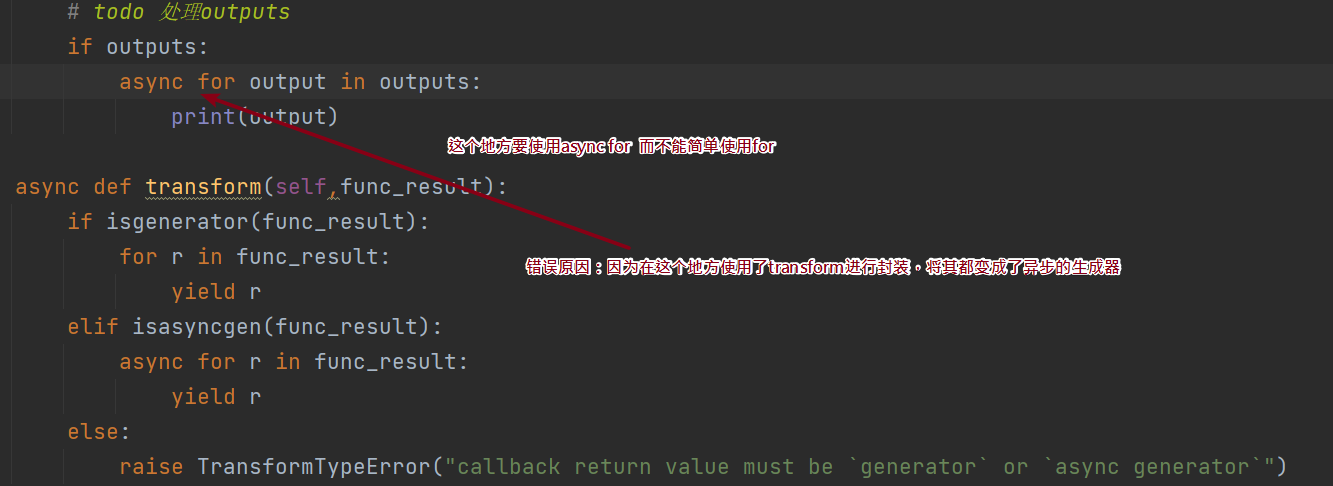 # todo 处理outputs
if outputs:
async for output in outputs:
print(output)
这个地方要使用async for 而不能简单使用for
async def transform(self,func_result):
if isgenerator(func_result):
for r in func_result:
错误原因：因为在这个地方使用了transform进行封装，将其都变成了异步的生成器
yield r
elif isasyncgen(func_result):
async for r in func_result:
yield r
else:
raise TransformTypeError("callback return value must be `generator` or `async generator`")